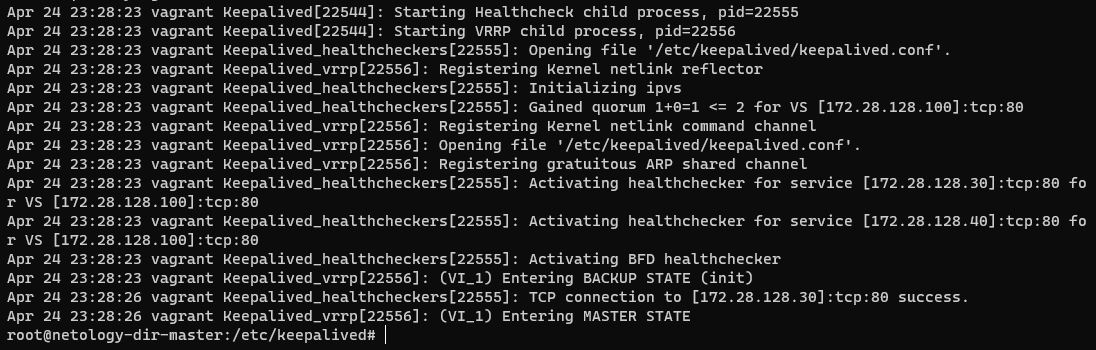 Apr 24 23:28:23 vagrant Keepalived[22544]: Starting Healthcheck child process, pid=22555
Apr 24 23:28:23 vagrant Keepalived[22544]: Starting VRRP child process, pid=22556
Apr 24 23:28:23 vagrant Keepalived_healthcheckers[22555]: Opening file '/etc/keepalived/keepalived.conf'.
Apr 24 23:28:23 vagrant Keepalived_vrrp[22556]: Registering Kernel netlink reflector
Apr 24 23:28:23 vagrant Keepalived_healthcheckers[22555]: Initializing ipvs
Apr 24 23:28:23 vagrant Keepalived_healthcheckers[22555]: Gained quorum 1+0=1 <= 2 for VS [172.28.128.100]:tcp:80
Apr 24 23:28:23 vagrant Keepalived_vrrp[22556]: Registering Kernel netlink command channel
Apr 24 23:28:23 vagrant Keepalived_vrrp[22556]: Opening file '/etc/keepalived/keepalived.conf'.
Apr 24 23:28:23 vagrant Keepalived_vrrp[22556]: Registering gratuitous ARP shared channel
Apr 24 23:28:23 vagrant Keepalived_healthcheckers[22555]: Activating healthchecker for service [172.28.128.30]:tcp:80 fo
r VS [172.28.128.100]:tcp:80
Apr 24 23:28:23 vagrant Keepalived_healthcheckers[22555]: Activating healthchecker for service [172.28.128.40]:tcp:80 fo
r VS [172.28.128.100]:tcp:80
Apr 24 23:28:23 vagrant Keepalived_healthcheckers[22555]: Activating BFD healthchecker
Apr 24 23:28:23 vagrant Keepalived_vrrp[22556]: (VI_1) Entering BACKUP STATE (init)
Apr 24 23:28:26 vagrant Keepalived_healthcheckers[22555]: TCP connection to [172.28.128.30]:tcp:80 success.
Apr 24 23:28:26 vagrant Keepalived_vrrp[22556]: (VI_1) Entering MASTER STATE
root@netology-dir-master:/etc/keepalived#